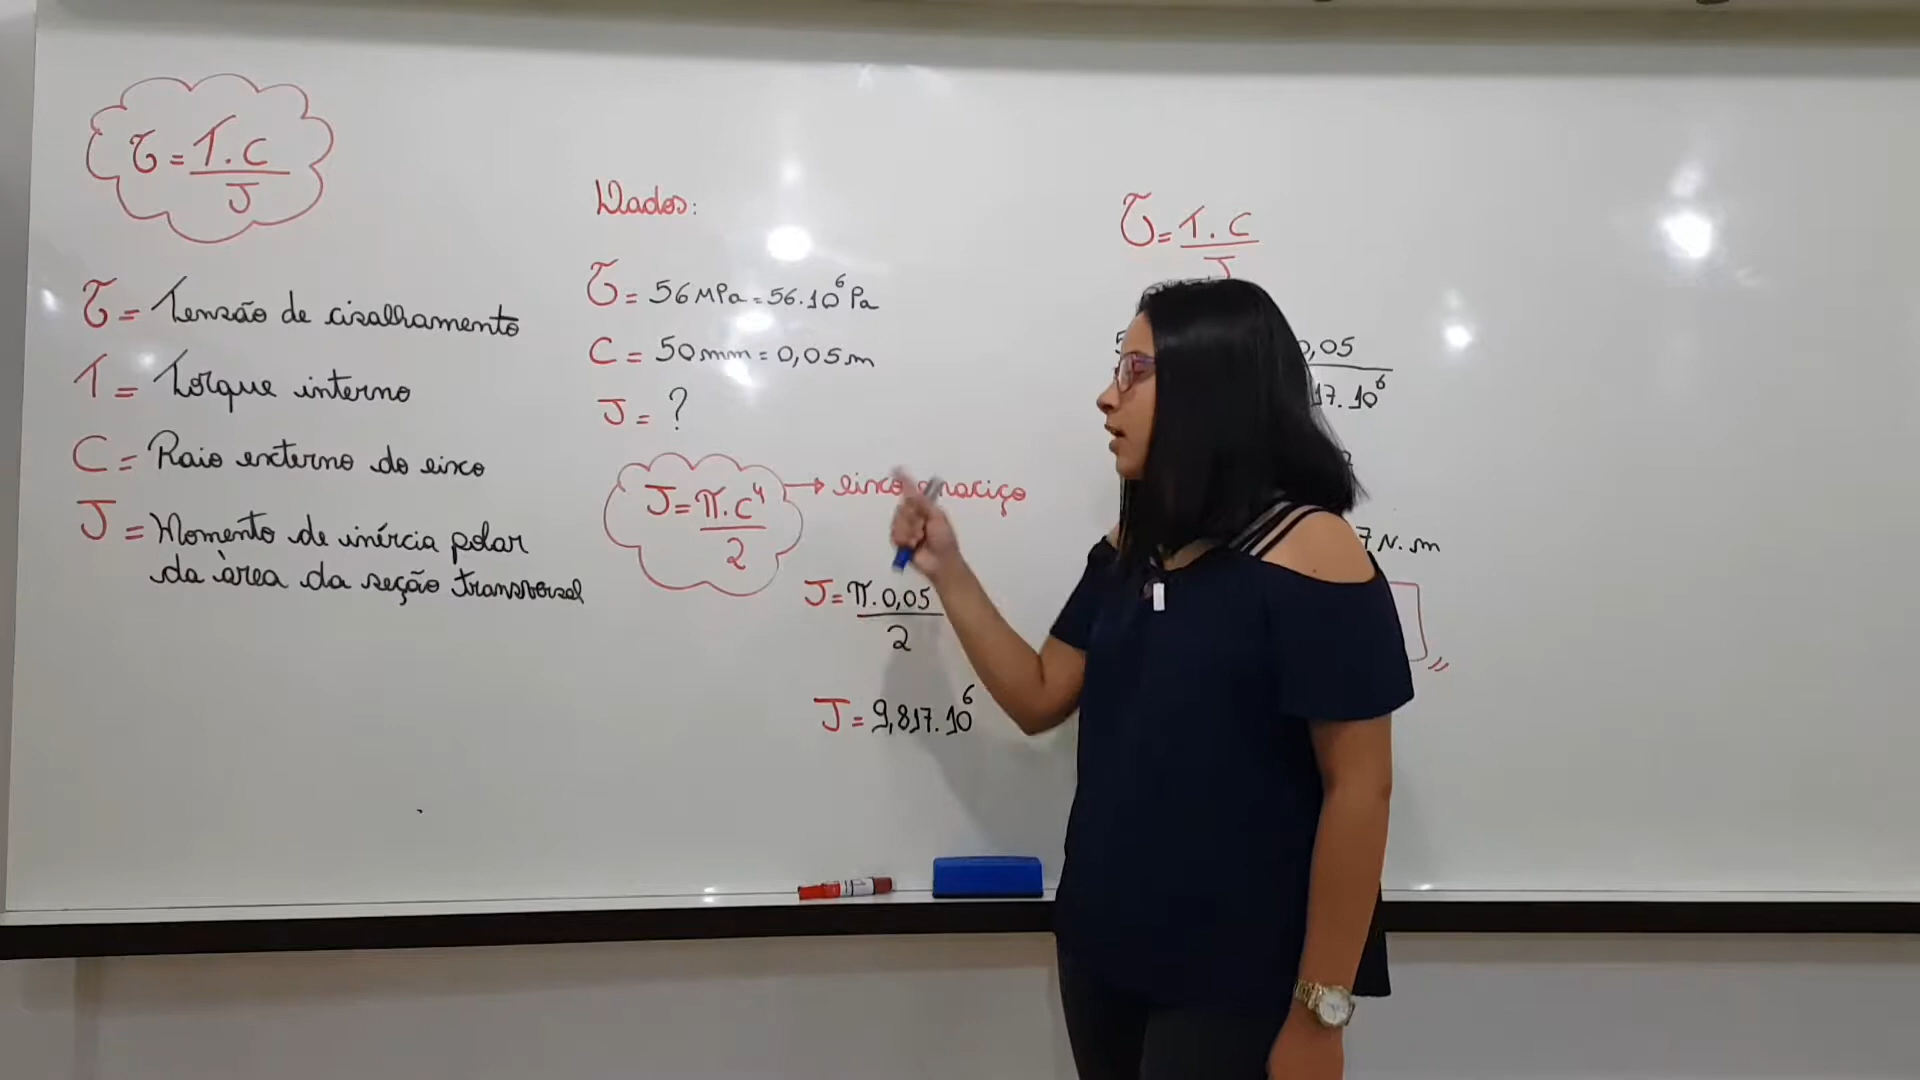 τ = T.C
J
τ = Tensão de cisalhamento
T = Torque interno
C = Raio externo do eixo
J = Momento de inércia polar
da àrea da seção transversal
Dados:
τ = 56 MPa = 56.10⁶ Pa
C = 50 mm = 0,05 m
J = ?
J = π.C⁴
2
→ eixo maciço
J = π.0,05
2
J = 9,817.10⁶
τ = T.C
J
0,05
17.10⁶
7 N.m